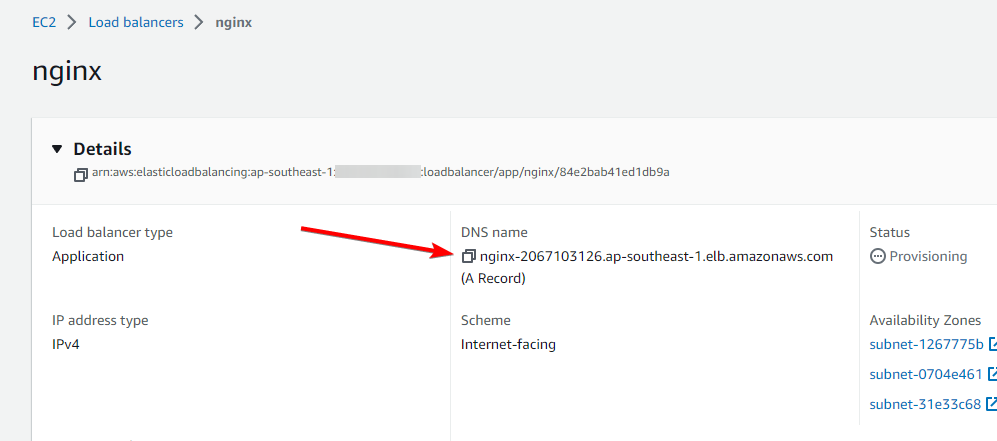 EC2 > Load balancers > nginx
nginx
Details
arn:aws:elasticloadbalancing:ap-southeast-1: :loadbalancer/app/nginx/84e2bab41ed1db9a
Load balancer type
Application
DNS name
nginx-2067103126.ap-southeast-1.elb.amazonaws.com
(A Record)
Status
Provisioning
IP address type
IPv4
Scheme
Internet-facing
Availability Zones
subnet-1267775b
subnet-0704e461
subnet-31e33c68